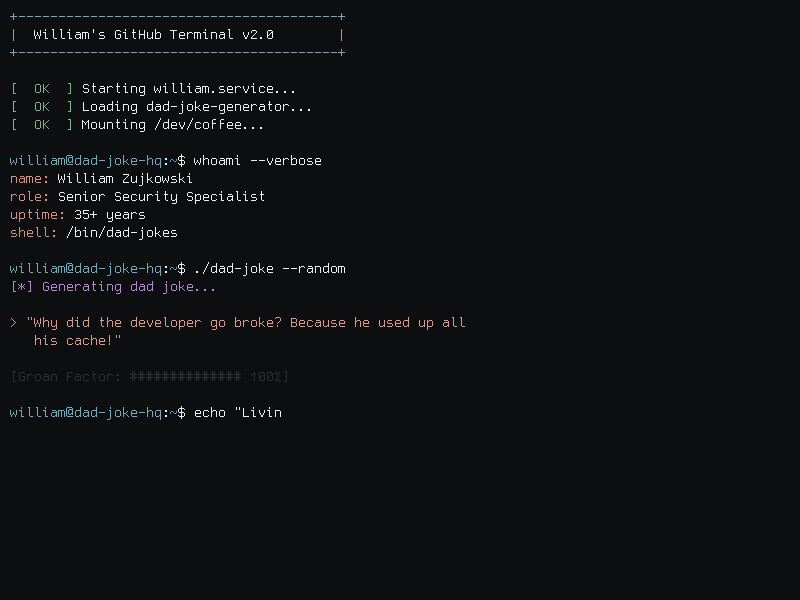 +----------------------------------------+
|  William's GitHub Terminal v2.0        |
+----------------------------------------+
[  OK  ] Starting william.service...
[  OK  ] Loading dad-joke-generator...
[  OK  ] Mounting /dev/coffee...
william@dad-joke-hq:~$ whoami --verbose
name: William Zujkowski
role: Senior Security Specialist
uptime: 35+ years
shell: /bin/dad-jokes
william@dad-joke-hq:~$ ./dad-joke --random
[*] Generating dad joke...
> "Why did the developer go broke? Because he used up all
   his cache!"
[Groan Factor: ############## 100%]
william@dad-joke-hq:~$ echo "Livin